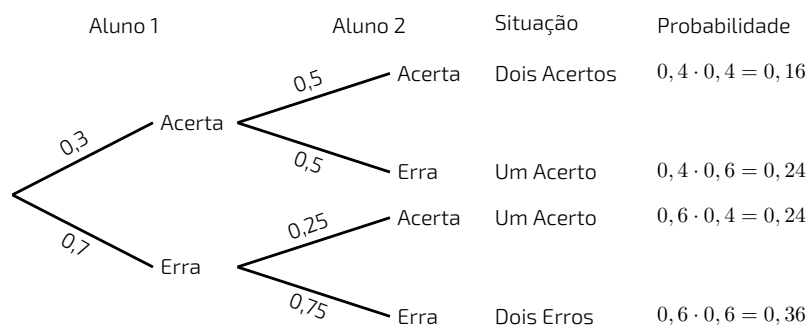 Aluno 1 Aluno 2 Situação Probabilidade
0,5 Acerta Dois Acertos 0, 4 · 0, 4 = 0, 16
0,3 Acerta
0,5 Erra Um Acerto 0, 4 · 0, 6 = 0, 24
0,25 Acerta Um Acerto 0, 6 · 0, 4 = 0, 24
0,7 Erra
0,75 Erra Dois Erros 0, 6 · 0, 6 = 0, 36